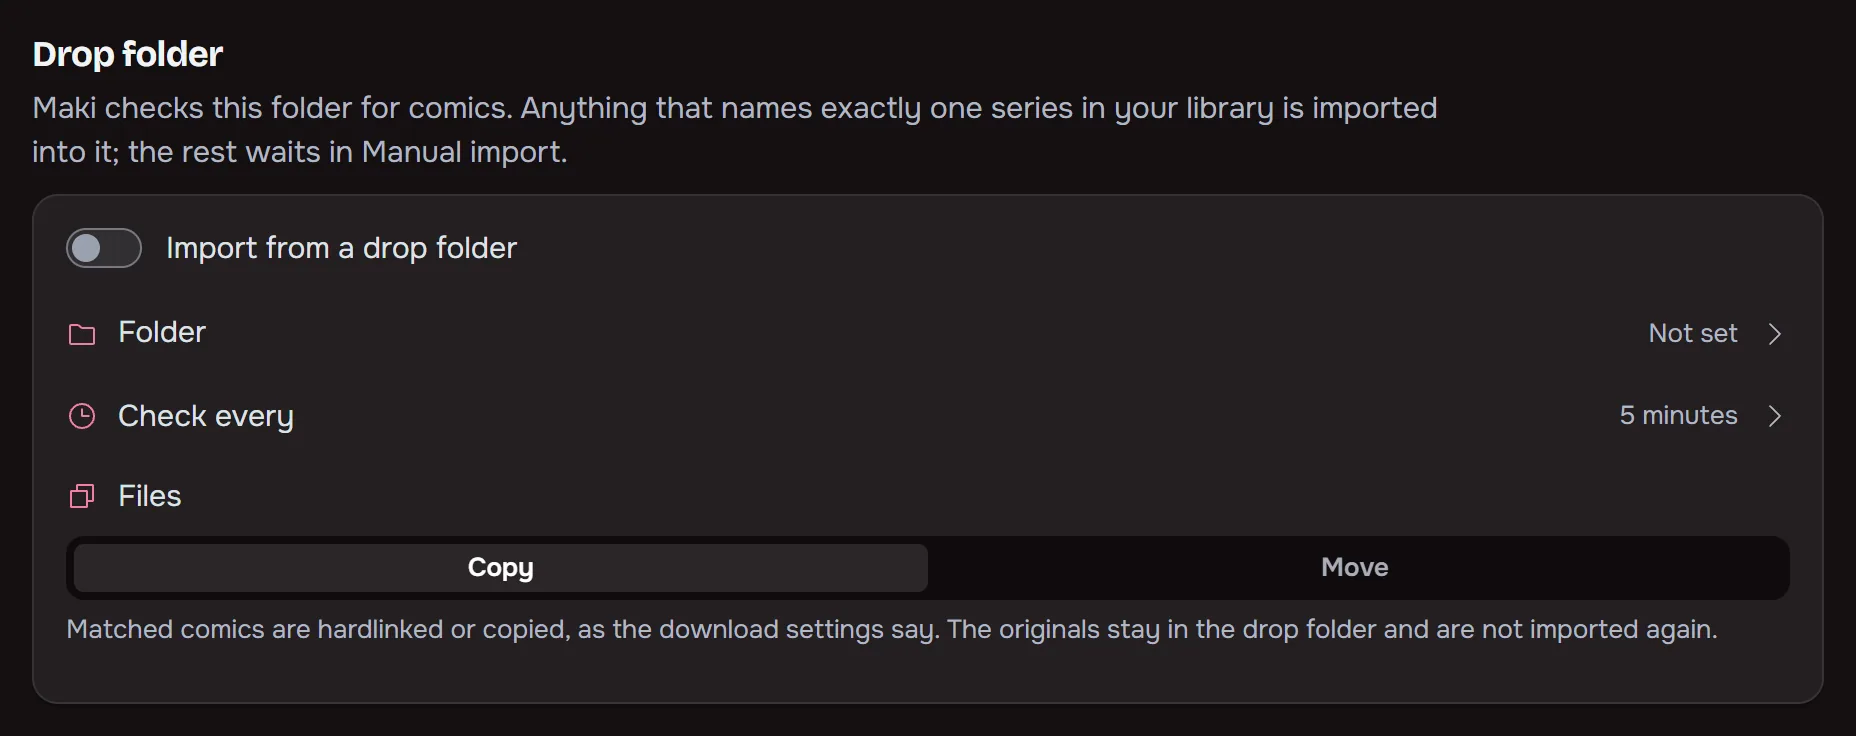 Drop folder
Maki checks this folder for comics. Anything that names exactly one series in your library is imported
into it; the rest waits in Manual import.
Import from a drop folder
Folder
Not set
Check every
5 minutes
Files
Copy
Move
Matched comics are hardlinked or copied, as the download settings say. The originals stay in the drop folder and are not imported again.